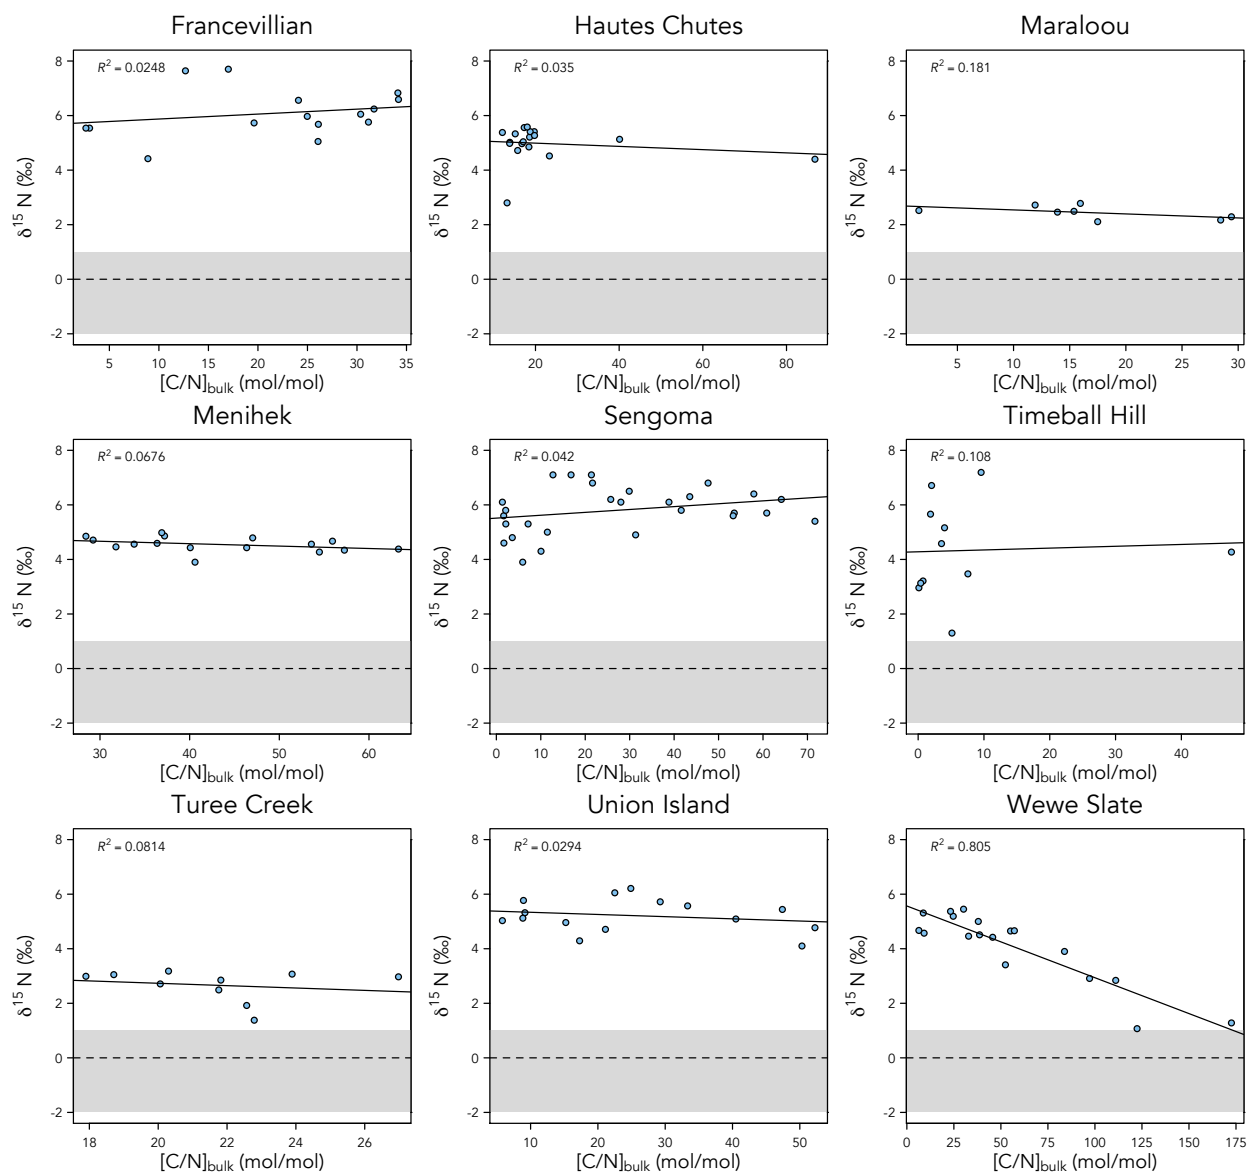 Francevillian
R² = 0.0248
8
6
4
2
0
-2
δ¹⁵ N (‰)
5 10 15 20 25 30 35
[C/N]bulk (mol/mol)
Hautes Chutes
R² = 0.035
8
6
4
2
0
-2
δ¹⁵ N (‰)
20 40 60 80
[C/N]bulk (mol/mol)
Maraloou
R² = 0.181
8
6
4
2
0
-2
δ¹⁵ N (‰)
5 10 15 20 25 30
[C/N]bulk (mol/mol)
Menihek
R² = 0.0676
8
6
4
2
0
-2
δ¹⁵ N (‰)
30 40 50 60
[C/N]bulk (mol/mol)
Sengoma
R² = 0.042
8
6
4
2
0
-2
δ¹⁵ N (‰)
0 10 20 30 40 50 60 70
[C/N]bulk (mol/mol)
Timeball Hill
R² = 0.108
8
6
4
2
0
-2
δ¹⁵ N (‰)
0 10 20 30 40
[C/N]bulk (mol/mol)
Turee Creek
R² = 0.0814
8
6
4
2
0
-2
δ¹⁵ N (‰)
18 20 22 24 26
[C/N]bulk (mol/mol)
Union Island
R² = 0.0294
8
6
4
2
0
-2
δ¹⁵ N (‰)
10 20 30 40 50
[C/N]bulk (mol/mol)
Wewe Slate
R² = 0.805
8
6
4
2
0
-2
δ¹⁵ N (‰)
0 25 50 75 100 125 150 175
[C/N]bulk (mol/mol)